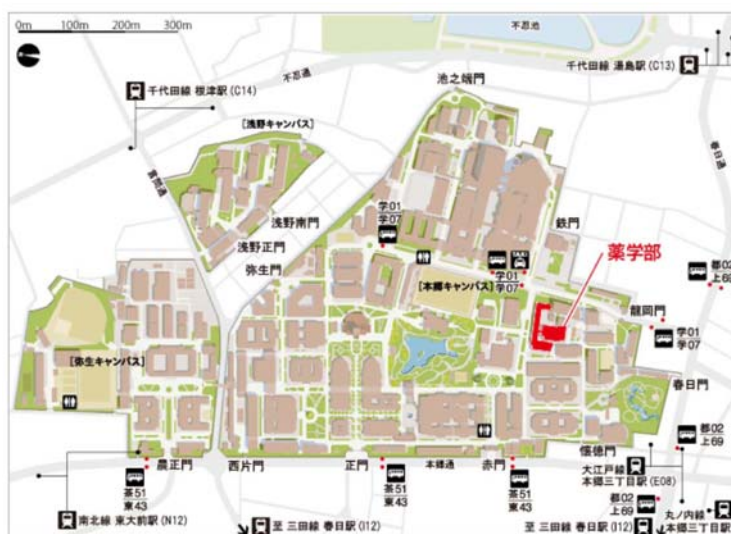 0m 100m 200m 300m
不忍池
千代田線 湯島駅(C13)
千代田線 根津駅(C14)
不忍通
池之端門
[浅野キャンパス]
春日通
言問通
浅野南門
浅野正門
弥生門
学01
学07
鉄門
薬学部
TAXI
学01
学07
[本郷キャンパス]
都02
上69
龍岡門
学01
学07
[弥生キャンパス]
春日門
都02
上69
懐徳門
大江戸線
本郷三丁目駅(E08)
農正門
西片門
正門
本郷通
赤門
茶51
東43
茶51
東43
茶51
東43
都02
上69
丸ノ内線
本郷三丁目駅
南北線 東大前駅(N12)
至 三田線 春日駅(I12)
至 三田線 春日駅(I12)